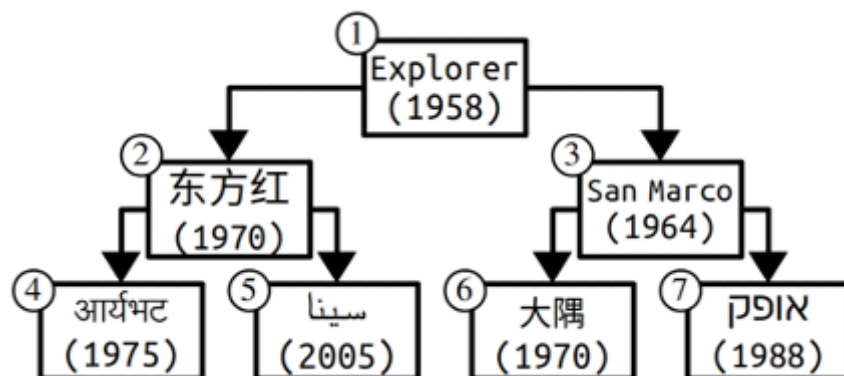 1
Explorer
(1958)
2
东方红
(1970)
3
San Marco
(1964)
4
आर्यभट
(1975)
5
سينا
(2005)
6
大隅
(1970)
7
אופק
(1988)